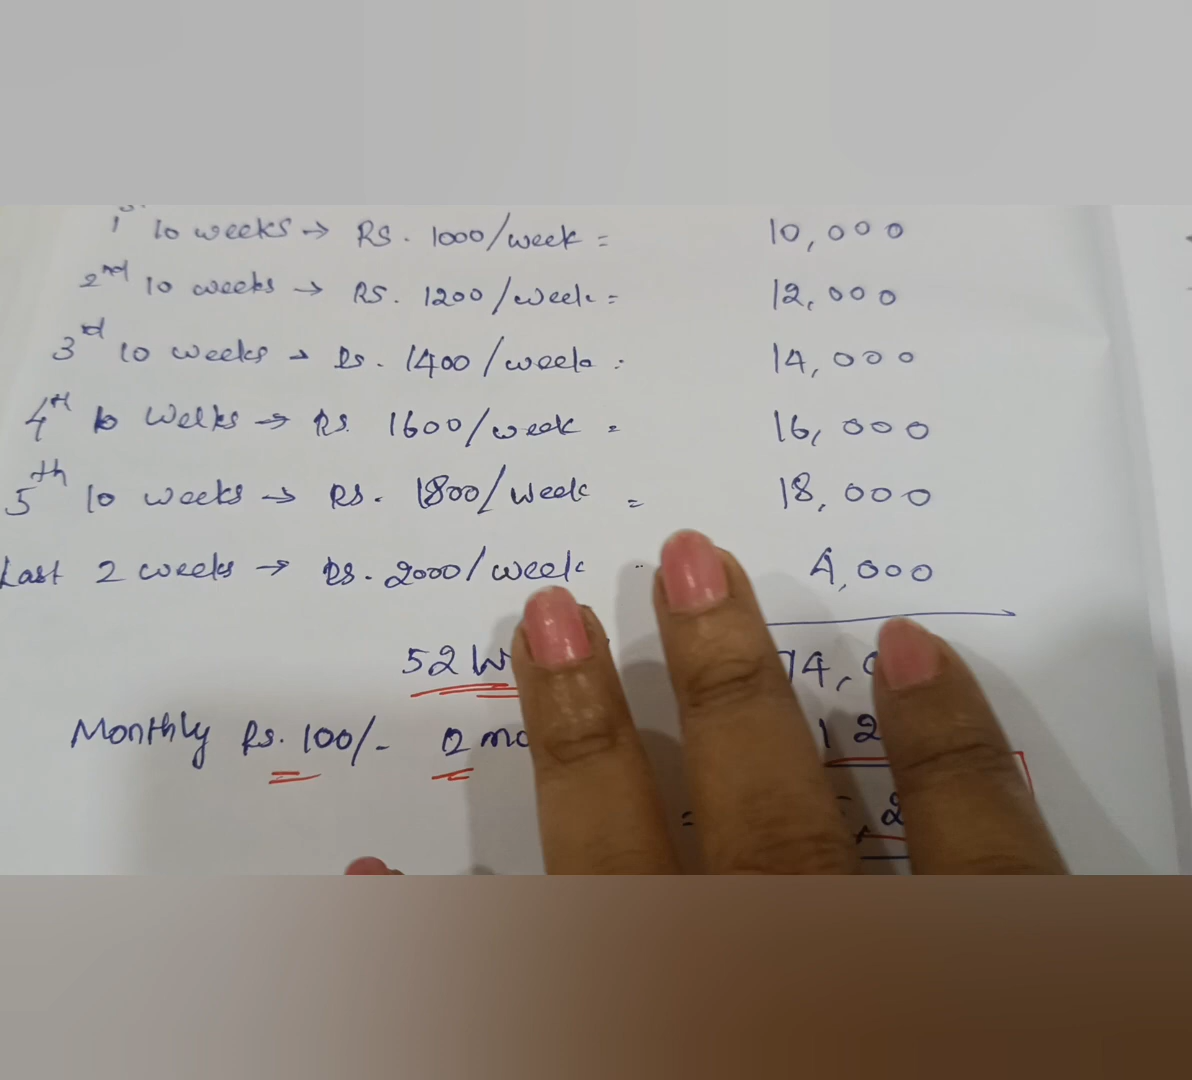 1st 10 weeks → RS. 1000/week = 10,000
2nd 10 weeks → RS. 1200/week = 12,000
3rd 10 weeks → Rs. 1400/week = 14,000
4th 10 weeks → Rs. 1600/week = 16,000
5th 10 weeks → RS. 1800/week = 18,000
Last 2 weeks → Rs. 2000/week 4,000
52 W 74,
Monthly Rs. 100/- 12
=